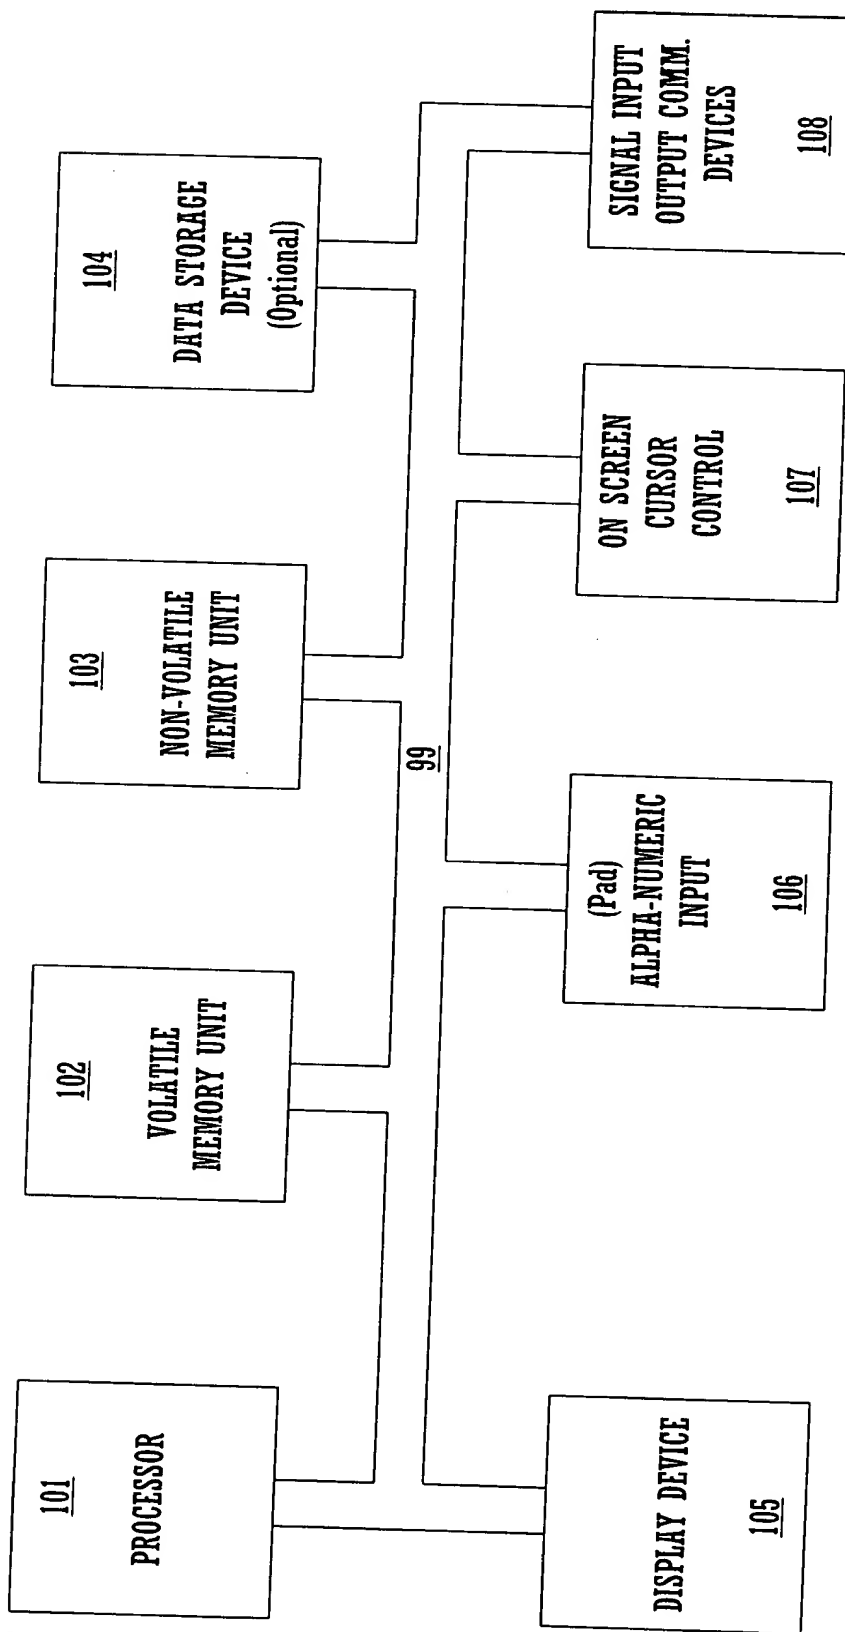 101
PROCESSOR
102
VOLATILE
MEMORY UNIT
103
NON-VOLATILE
MEMORY UNIT
104
DATA STORAGE
DEVICE
(Optional)
99
DISPLAY DEVICE
105
(Pad)
ALPHA-NUMERIC
INPUT
106
ON SCREEN
CURSOR
CONTROL
107
SIGNAL INPUT
OUTPUT COMM.
DEVICES
108